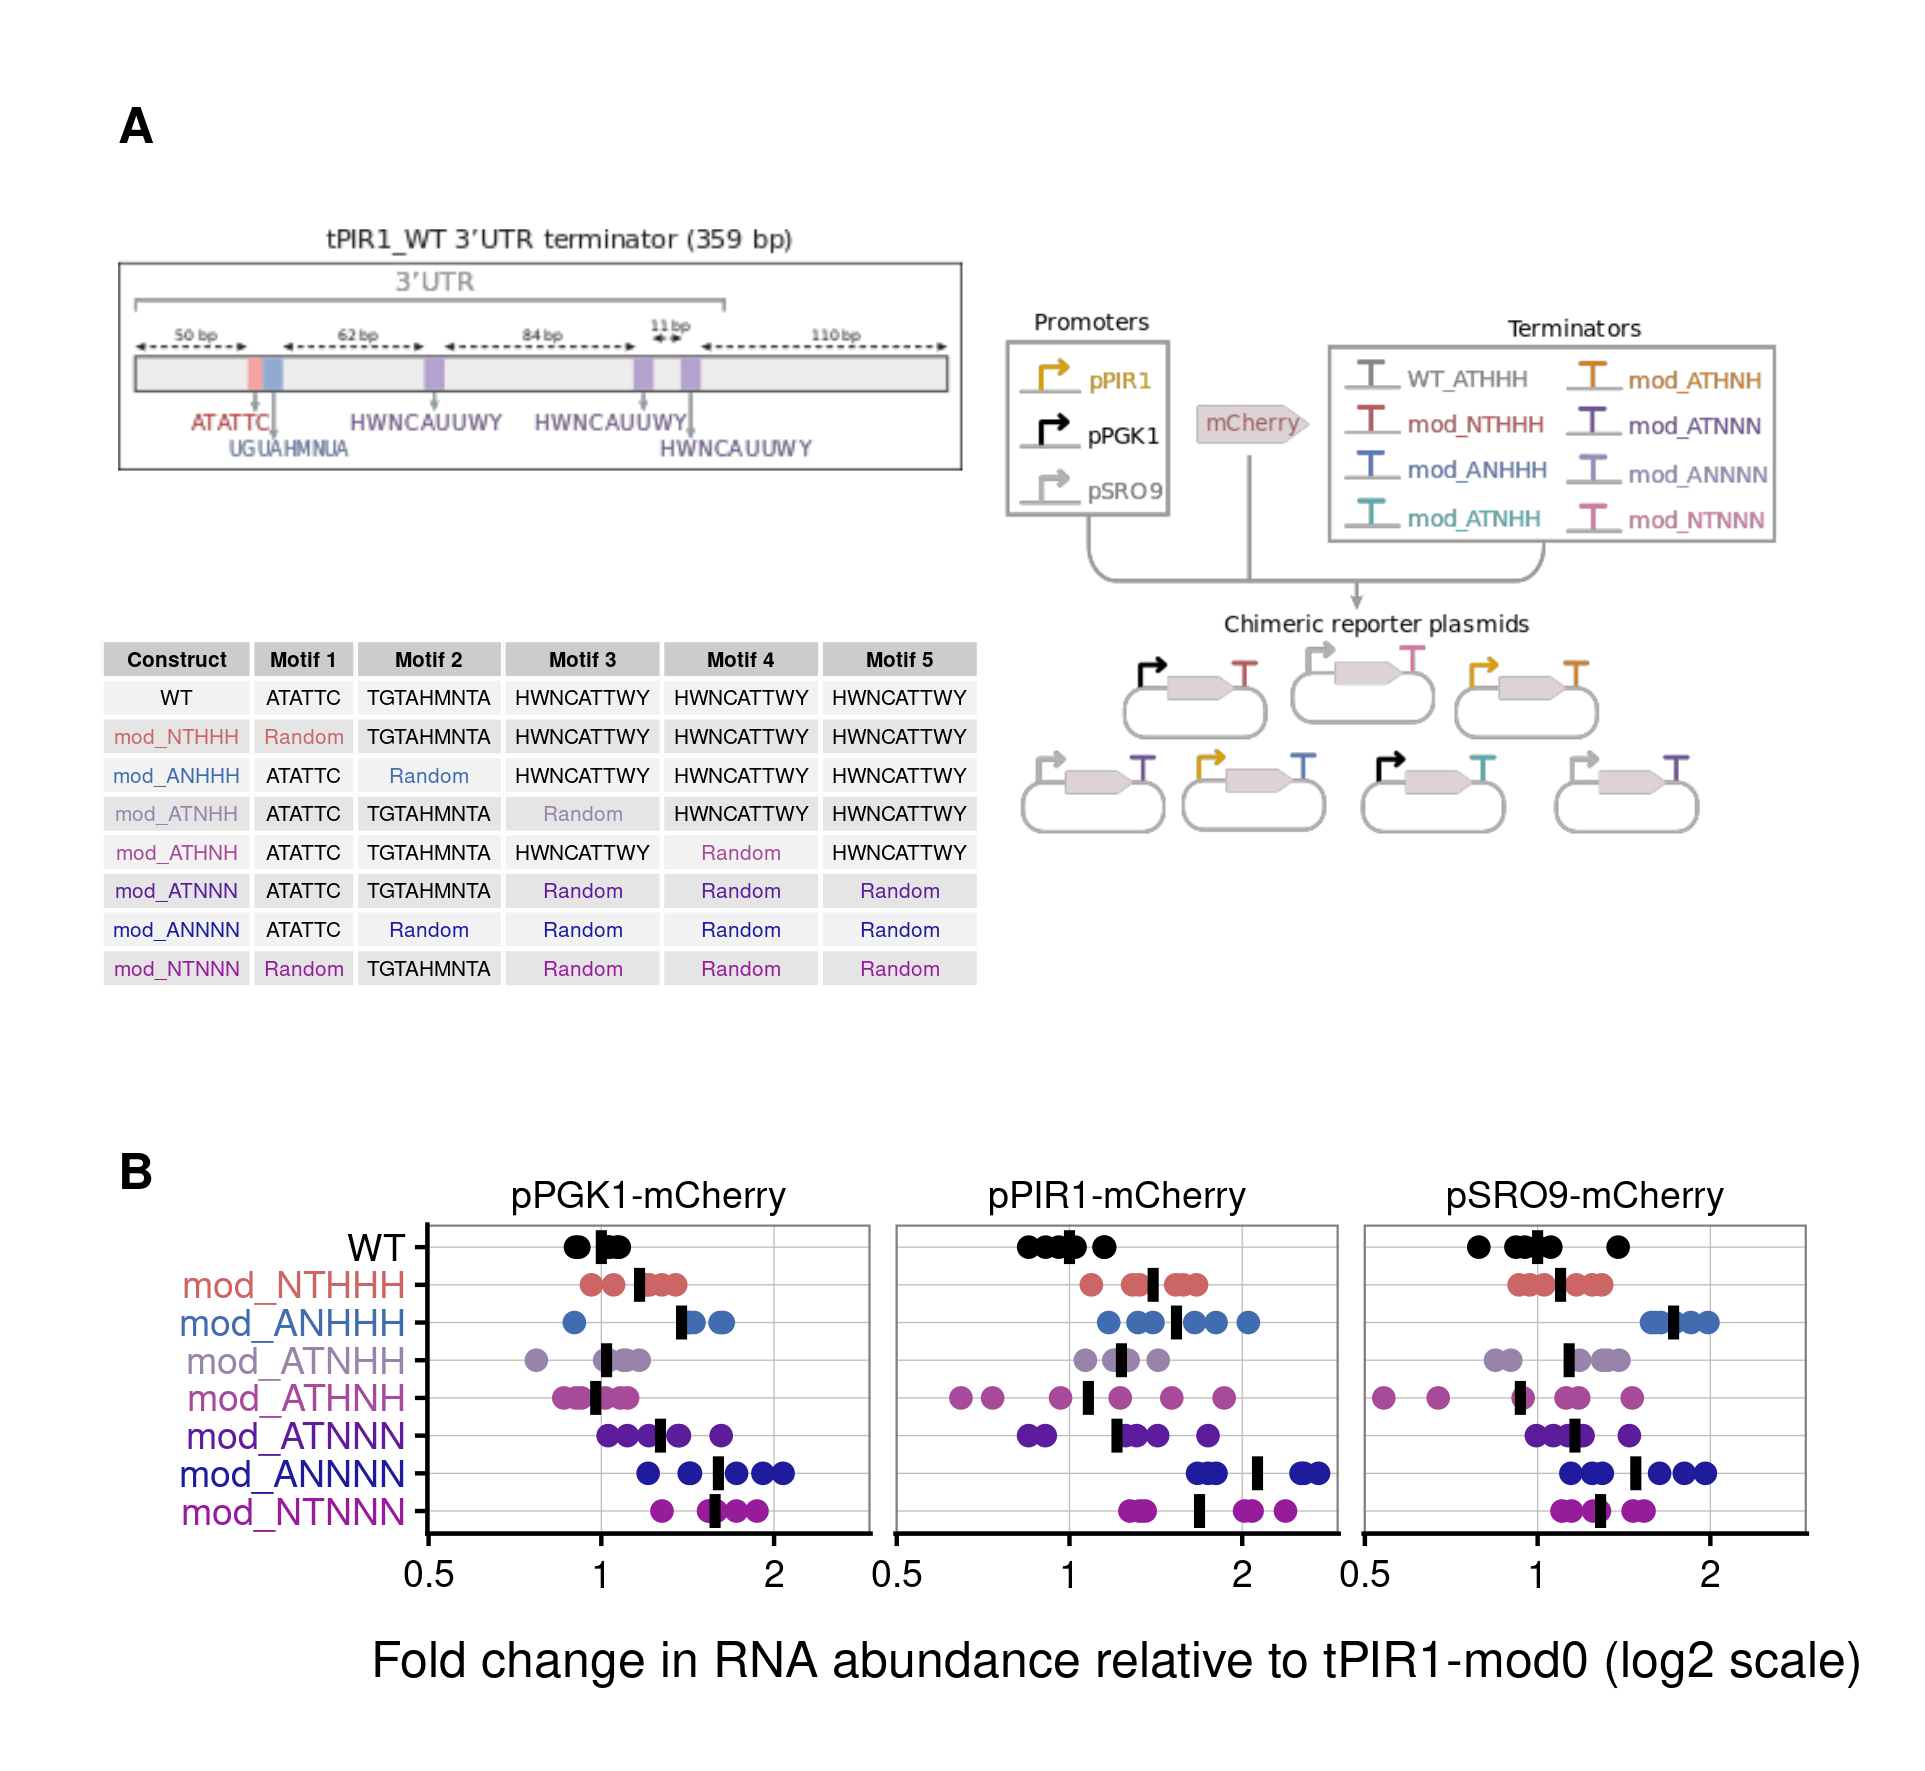 A
tPIR1_WT 3’UTR terminator (359 bp)
3’UTR
50 bp
62 bp
84 bp
11 bp
110 bp
ATATTC
HWNCAUUWY
HWNCAUUWY
UGUAHMNUA
HWNCAUUWY
Promoters
pPIR1
pPGK1
pSRO9
mCherry
Terminators
WT_ATHHH
mod_ATHNH
mod_NTHHH
mod_ATNNN
mod_ANHHH
mod_ANNNN
mod_ATNHH
mod_NTNNN
Chimeric reporter plasmids
Construct Motif 1 Motif 2 Motif 3 Motif 4 Motif 5
WT ATATTC TGTAHMNTA HWNCATTWY HWNCATTWY HWNCATTWY
mod_NTHHH Random TGTAHMNTA HWNCATTWY HWNCATTWY HWNCATTWY
mod_ANHHH ATATTC Random HWNCATTWY HWNCATTWY HWNCATTWY
mod_ATNHH ATATTC TGTAHMNTA Random HWNCATTWY HWNCATTWY
mod_ATHNH ATATTC TGTAHMNTA HWNCATTWY Random HWNCATTWY
mod_ATNNN ATATTC TGTAHMNTA Random Random Random
mod_ANNNN ATATTC Random Random Random Random
mod_NTNNN Random TGTAHMNTA Random Random Random
B
pPGK1-mCherry
pPIR1-mCherry
pSRO9-mCherry
WT
mod_NTHHH
mod_ANHHH
mod_ATNHH
mod_ATHNH
mod_ATNNN
mod_ANNNN
mod_NTNNN
0.5 1 2
0.5 1 2
0.5 1 2
Fold change in RNA abundance relative to tPIR1-mod0 (log2 scale)